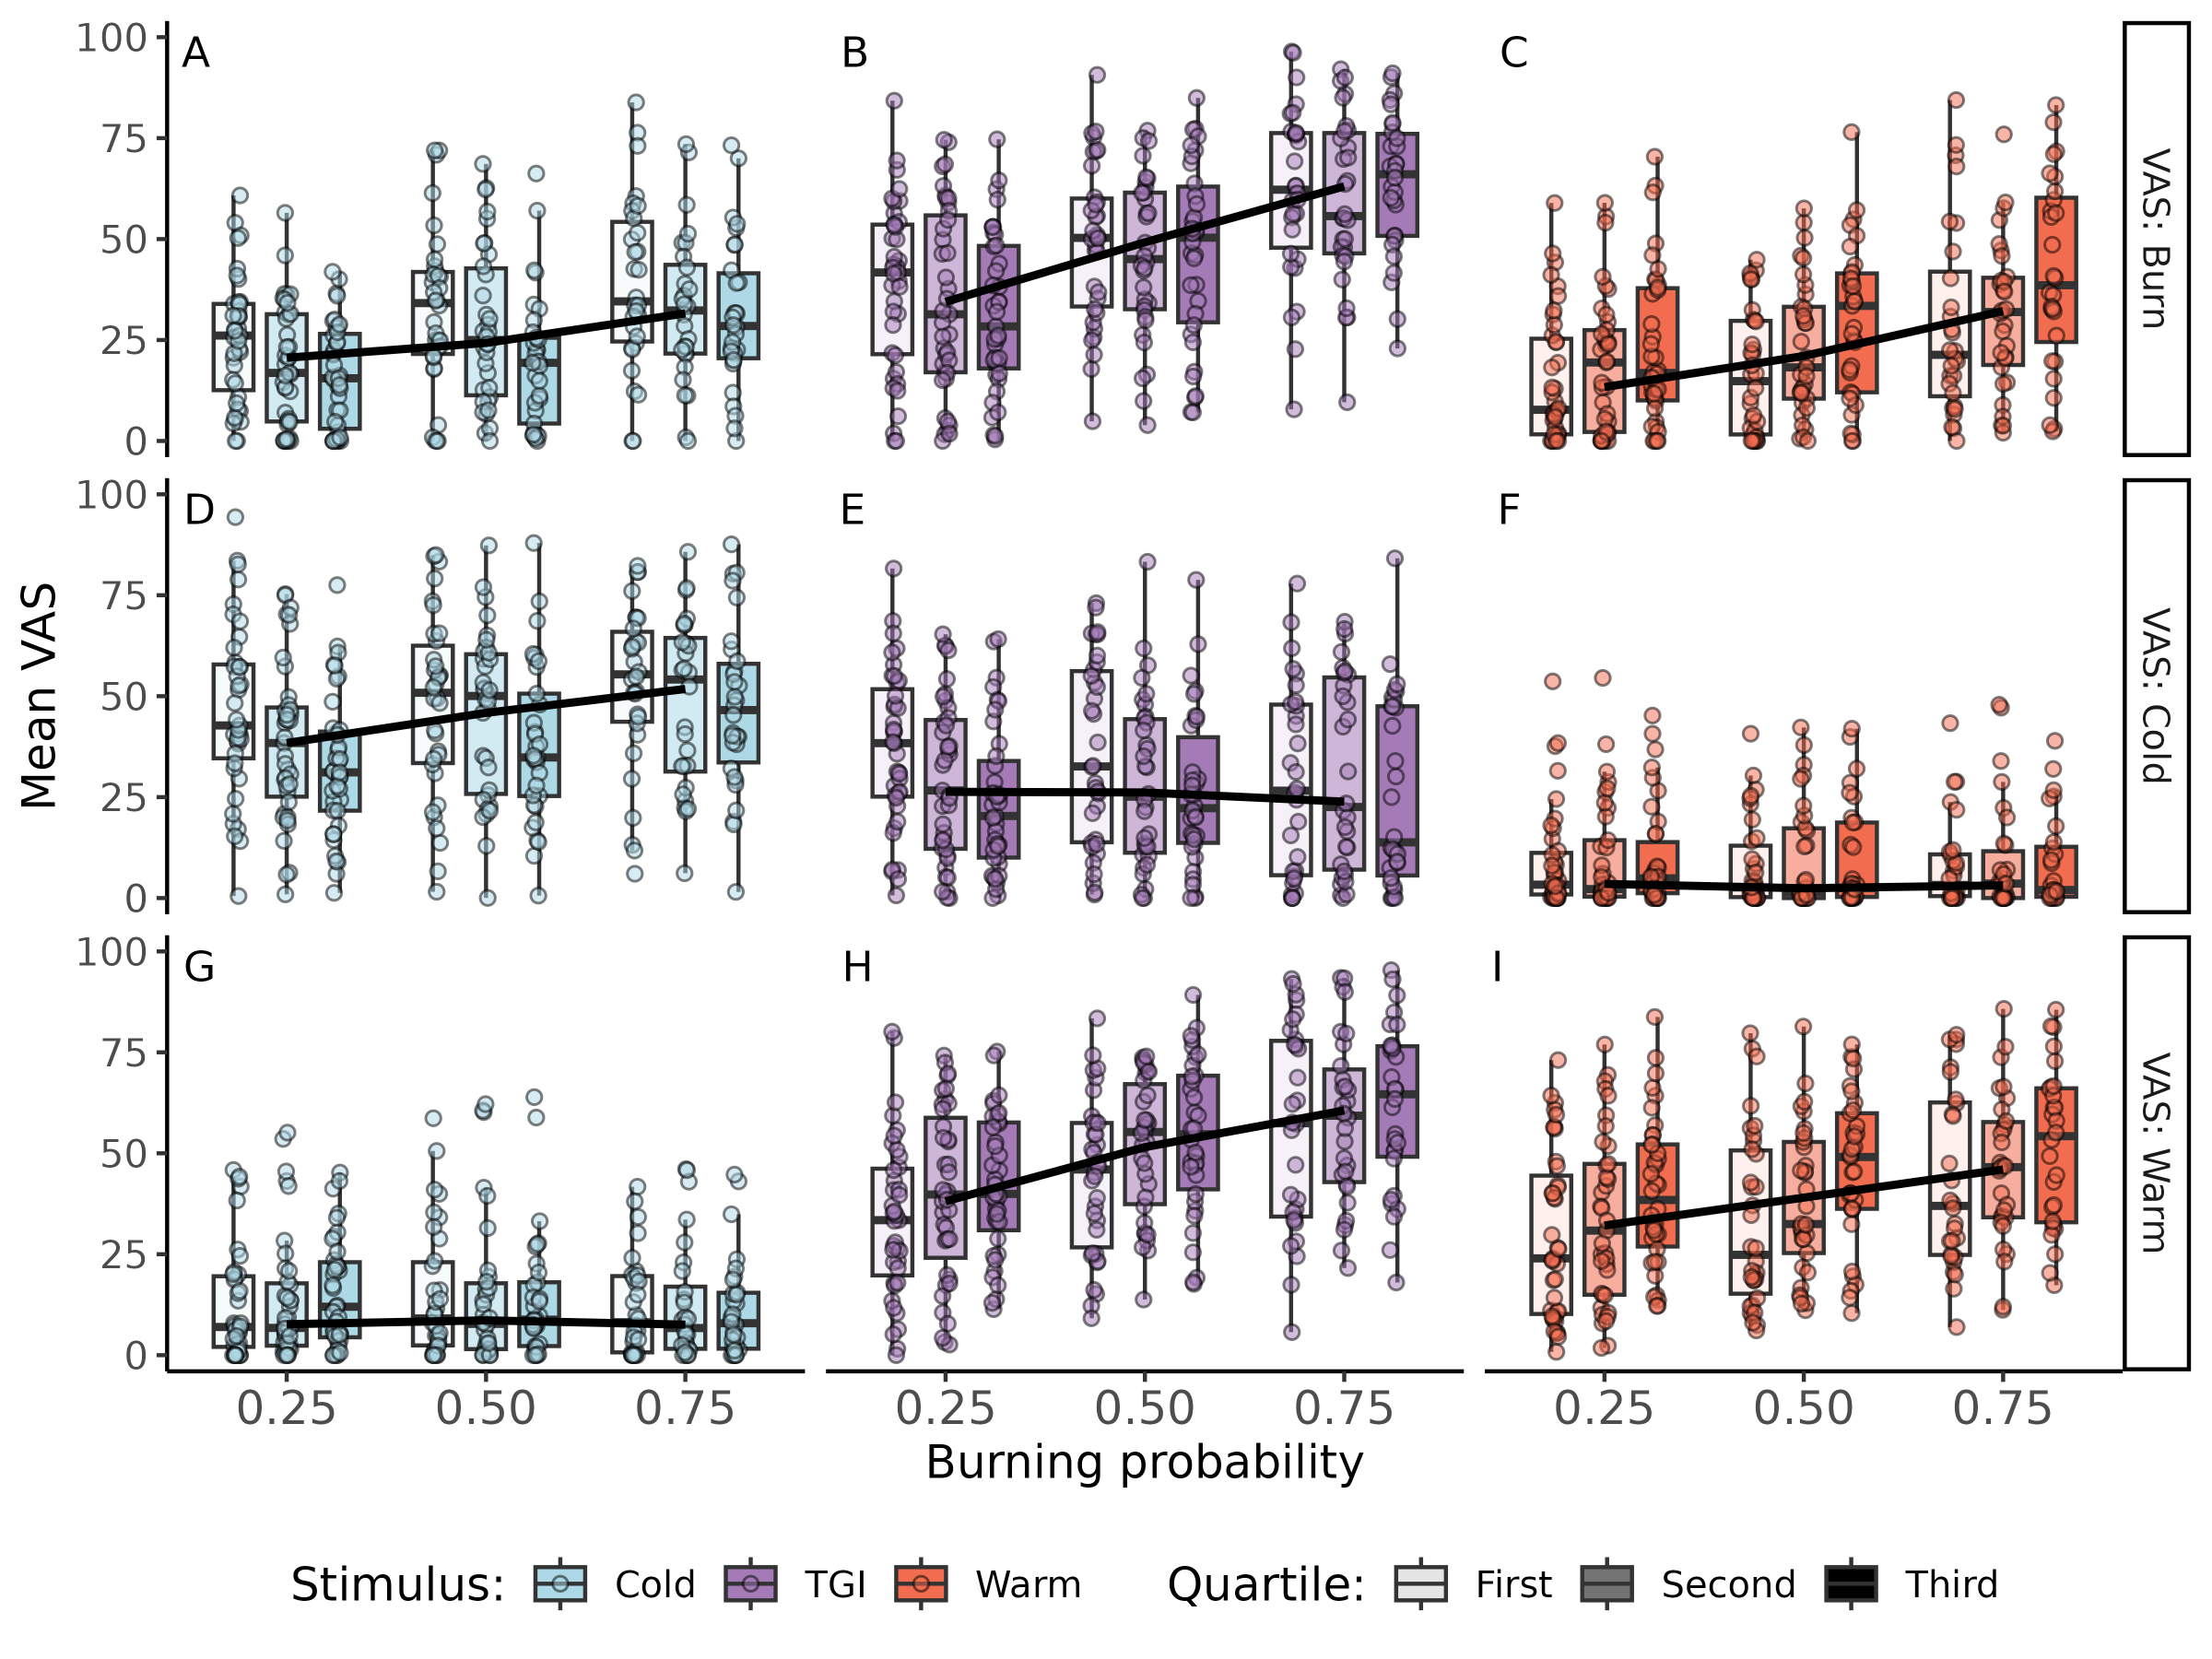 A
B
C
100
75
50
25
0
VAS: Burn
D
E
F
100
75
50
25
0
VAS: Cold
Mean VAS
G
H
I
100
75
50
25
0
VAS: Warm
0.25 0.50 0.75 0.25 0.50 0.75 0.25 0.50 0.75
Burning probability
Stimulus: Cold TGI Warm Quartile: First Second Third